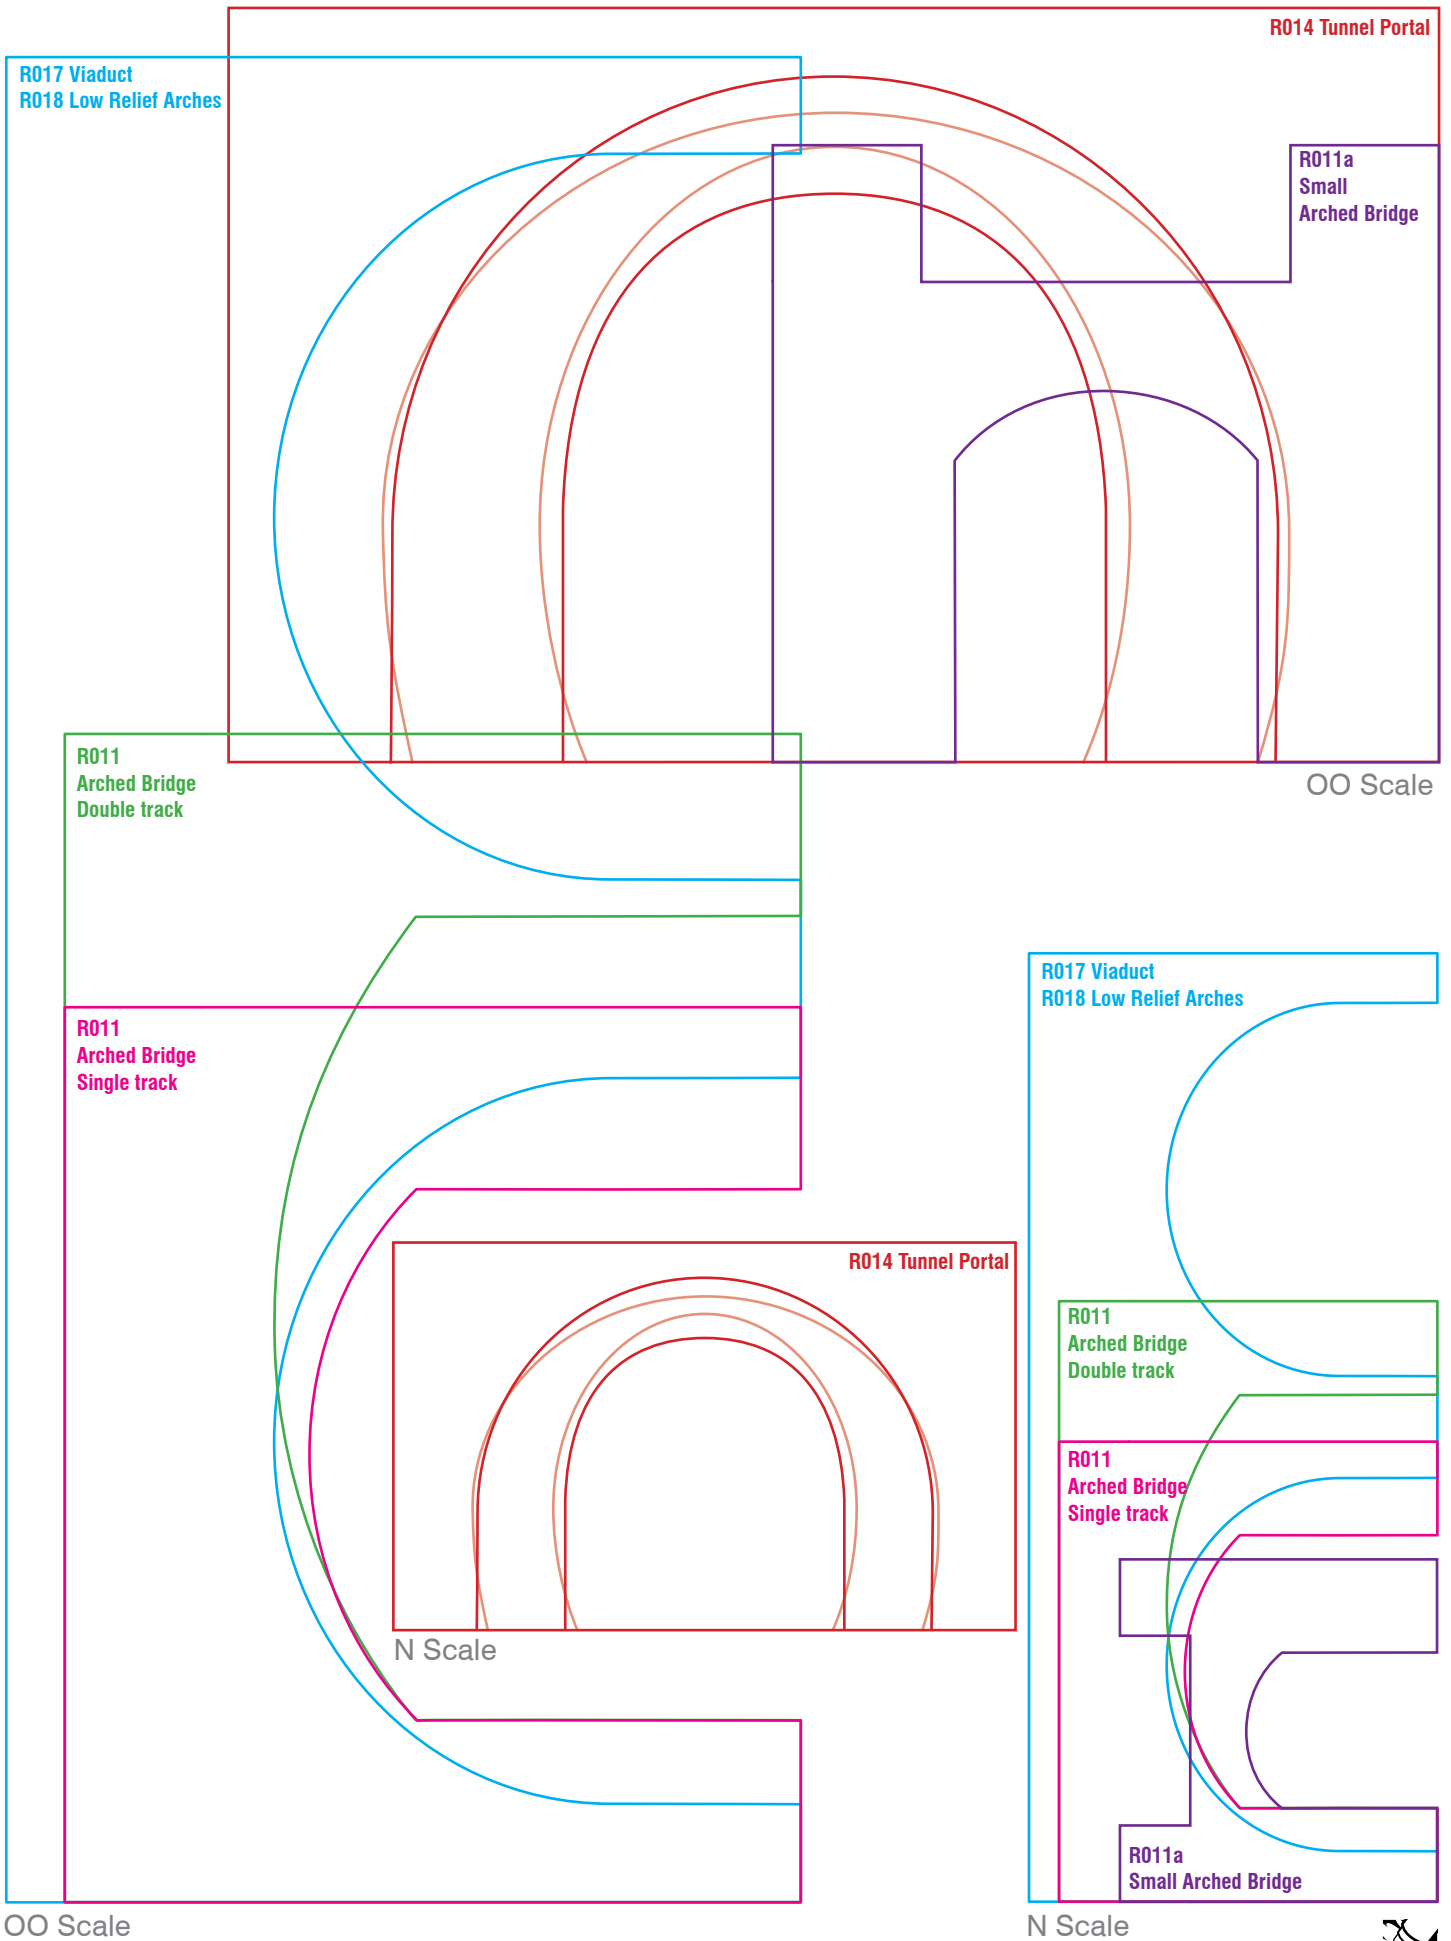 R014 Tunnel Portal
R017 Viaduct
R018 Low Relief Arches
R011a
Small
Arched Bridge
R011
Arched Bridge
Double track
OO Scale
R017 Viaduct
R018 Low Relief Arches
R011
Arched Bridge
Single track
R014 Tunnel Portal
R011
Arched Bridge
Double track
R011
Arched Bridge
Single track
N Scale
R011a
Small Arched Bridge
OO Scale
N Scale